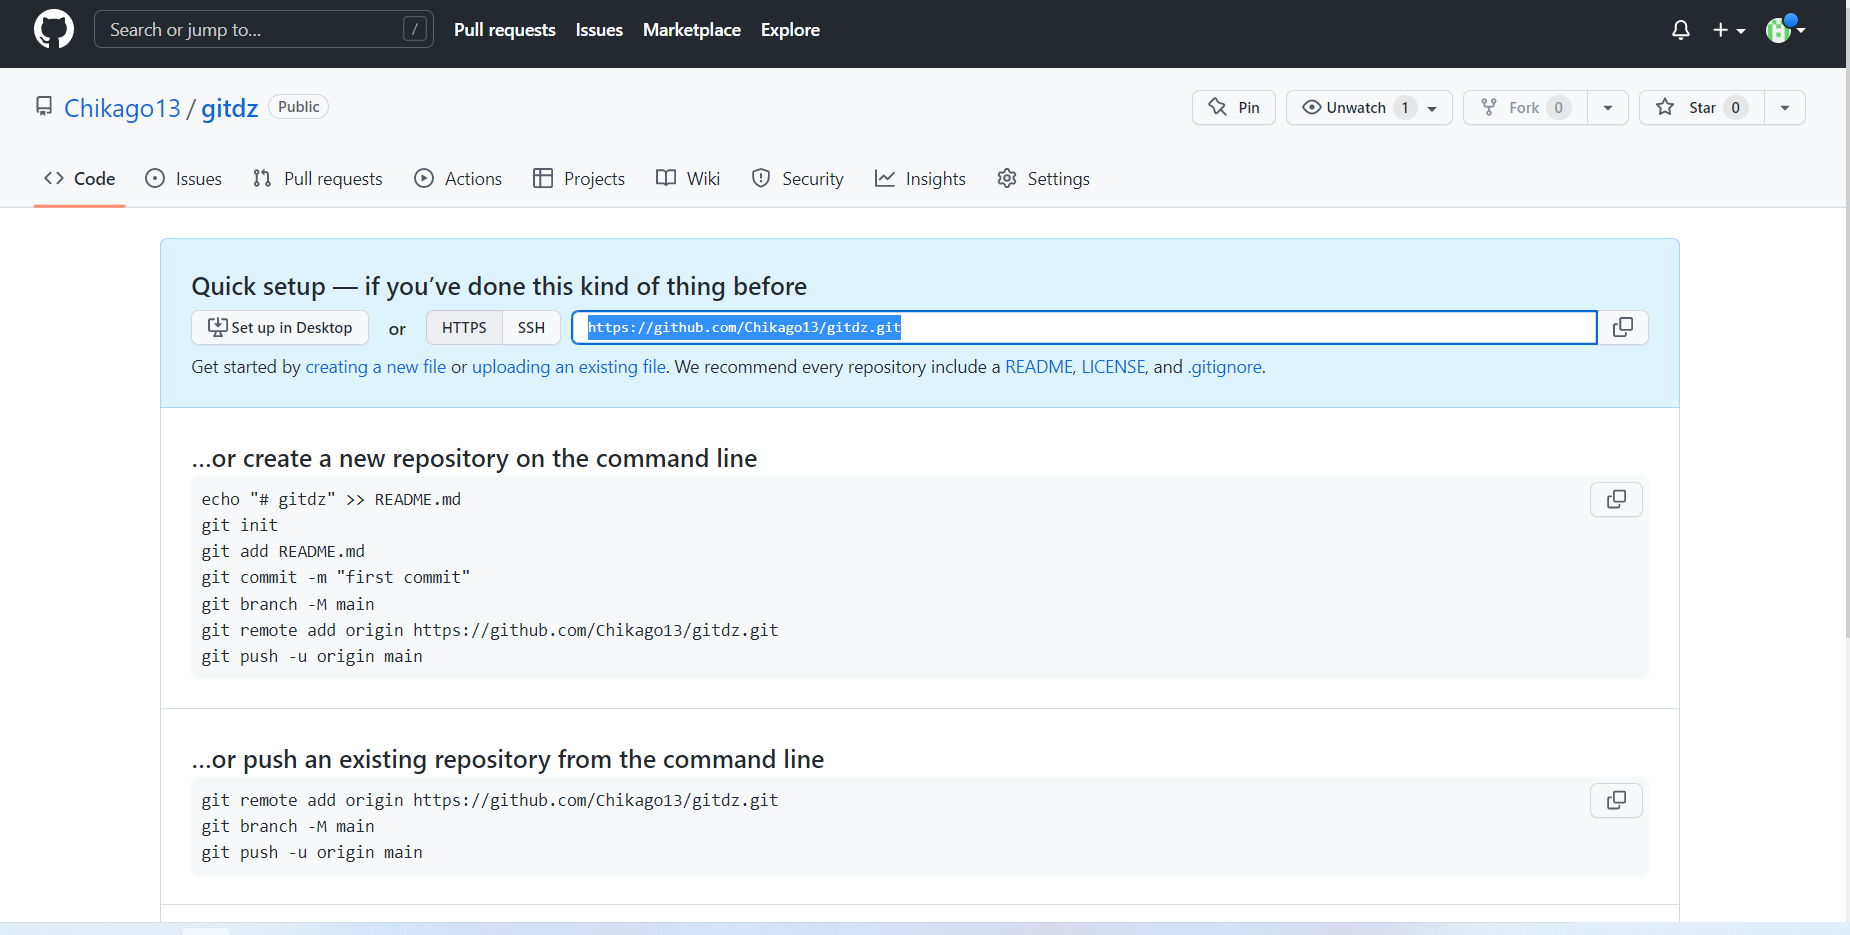 Search or jump to... /
Pull requests Issues Marketplace Explore
Chikago13 / gitdz Public
Pin Unwatch 1 Fork 0 Star 0
Code Issues Pull requests Actions Projects Wiki Security Insights Settings
Quick setup — if you’ve done this kind of thing before
Set up in Desktop or HTTPS SSH https://github.com/Chikago13/gitdz.git
Get started by creating a new file or uploading an existing file. We recommend every repository include a README, LICENSE, and .gitignore.
…or create a new repository on the command line
echo "# gitdz" >> README.md
git init
git add README.md
git commit -m "first commit"
git branch -M main
git remote add origin https://github.com/Chikago13/gitdz.git
git push -u origin main
…or push an existing repository from the command line
git remote add origin https://github.com/Chikago13/gitdz.git
git branch -M main
git push -u origin main